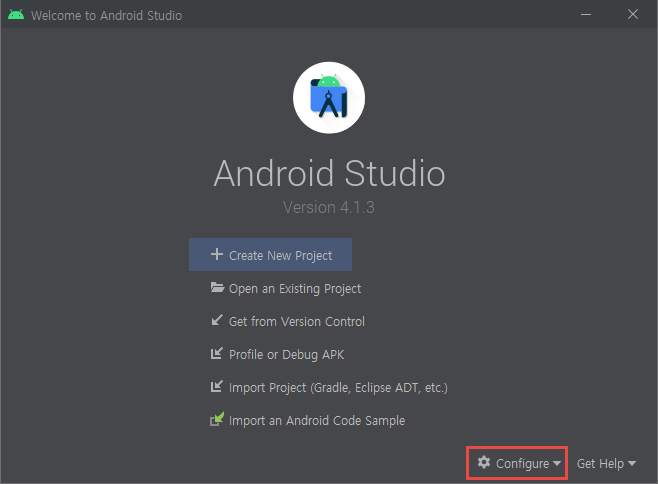 Welcome to Android Studio
Android Studio
Version 4.1.3
Create New Project
Open an Existing Project
Get from Version Control
Profile or Debug APK
Import Project (Gradle, Eclipse ADT, etc.)
Import an Android Code Sample
Configure
Get Help